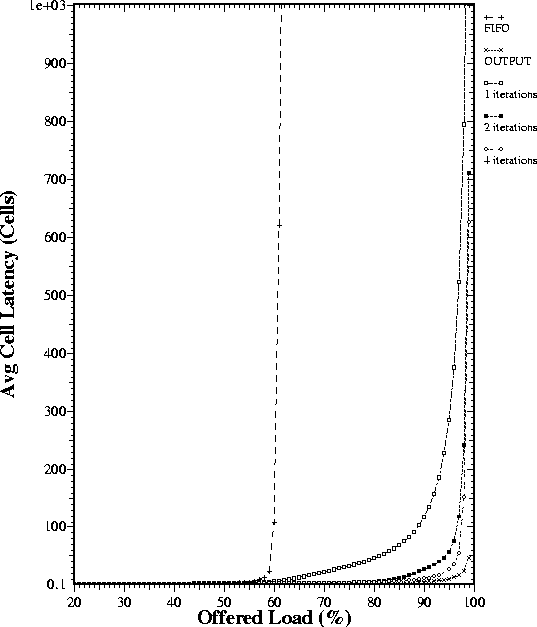 1e+03
900
800
700
600
500
400
300
200
100
0.1
20 30 40 50 60 70 80 90 100
Avg Cell Latency (Cells)
Offered Load (%)
FIFO
OUTPUT
1 iterations
2 iterations
4 iterations